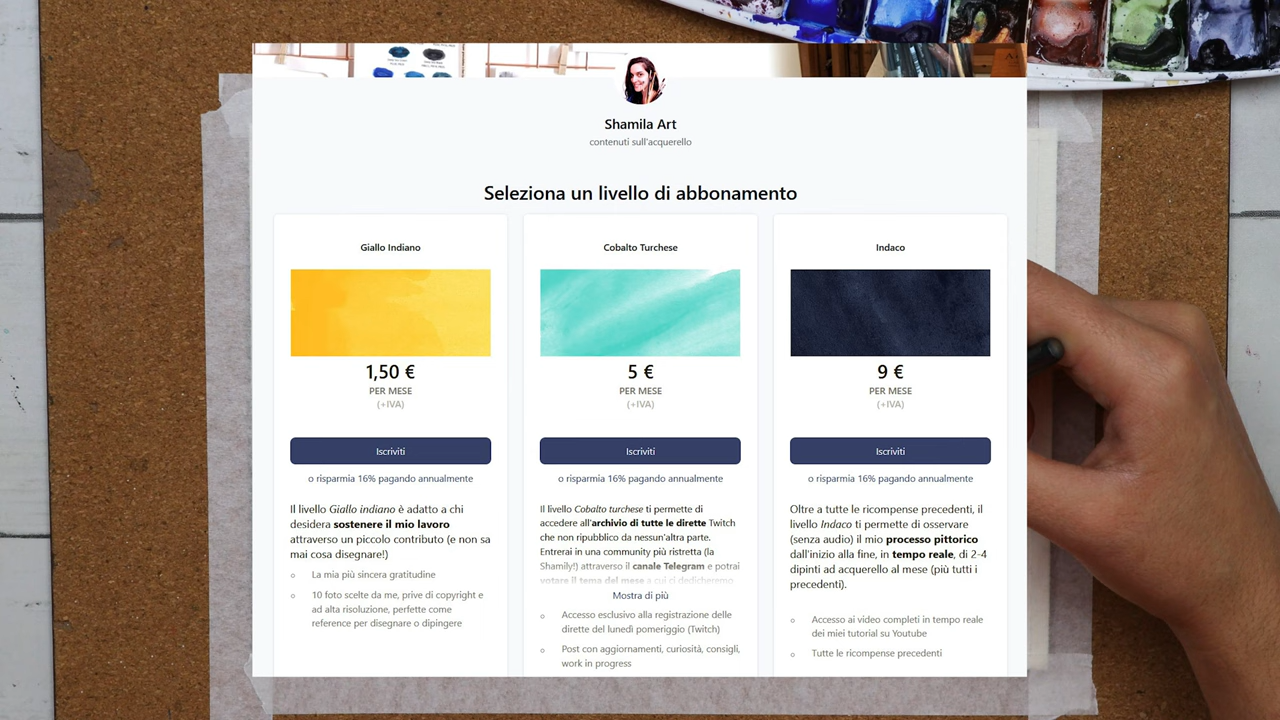 Shamila Art
contenuti sull'acquerello
Seleziona un livello di abbonamento
Giallo Indiano
1,50 €
PER MESE
(+IVA)
Iscriviti
o risparmia 16% pagando annualmente
Il livello Giallo indiano è adatto a chi
desidera sostenere il mio lavoro
attraverso un piccolo contributo (e non sa
mai cosa disegnare!)
La mia più sincera gratitudine
10 foto scelte da me, prive di copyright e
ad alta risoluzione, perfette come
reference per disegnare o dipingere
Cobalto Turchese
5 €
PER MESE
(+IVA)
Iscriviti
o risparmia 16% pagando annualmente
Il livello Cobalto turchese ti permette di
accedere all'archivio di tutte le dirette Twitch
che non ripubblico da nessun'altra parte.
Entrerai in una community più ristretta (la
Shamily!) attraverso il canale Telegram e potrai
votare il tema del mese a cui ci dedicheremo
Mostra di più
Accesso esclusivo alla registrazione delle
dirette del lunedì pomeriggio (Twitch)
Post con aggiornamenti, curiosità, consigli,
work in progress
Indaco
9 €
PER MESE
(+IVA)
Iscriviti
o risparmia 16% pagando annualmente
Oltre a tutte le ricompense precedenti, il
livello Indaco ti permette di osservare
(senza audio) il mio processo pittorico
dall'inizio alla fine, in tempo reale, di 2-4
dipinti ad acquerello al mese (più tutti i
precedenti).
Accesso ai video completi in tempo reale
dei miei tutorial su Youtube
Tutte le ricompense precedenti